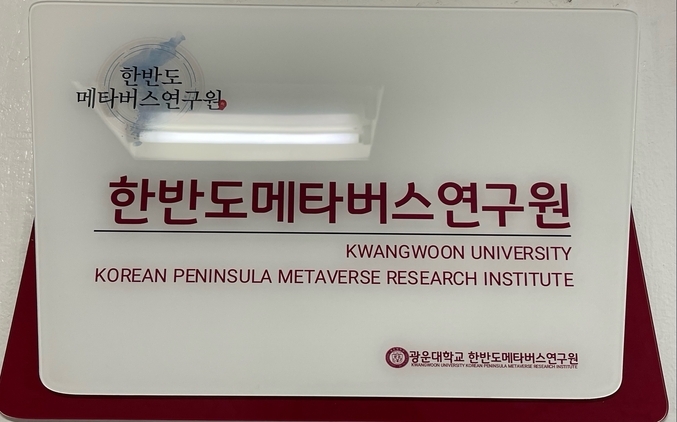 한반도
메타버스연구원
한반도메타버스연구원
KWANGWOON UNIVERSITY
KOREAN PENINSULA METAVERSE RESEARCH INSTITUTE
광운대학교 한반도메타버스연구원
KWANGWOON UNIVERSITY KOREAN PENINSULA METAVERSE RESEARCH INSTITUTE